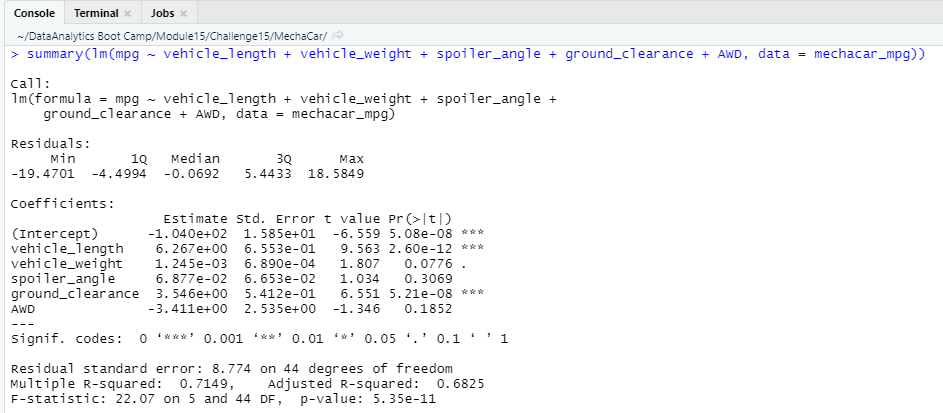 Console Terminal × Jobs ×
~/DataAnalytics Boot Camp/Module15/Challenge15/MechaCar/
> summary(lm(mpg ~ vehicle_length + vehicle_weight + spoiler_angle + ground_clearance + AWD, data = mechacar_mpg))
Call:
lm(formula = mpg ~ vehicle_length + vehicle_weight + spoiler_angle +
    ground_clearance + AWD, data = mechacar_mpg)
Residuals:
     Min       1Q   Median       3Q      Max
-19.4701  -4.4994  -0.0692   5.4433  18.5849
Coefficients:
                   Estimate Std. Error t value Pr(>|t|)
(Intercept)      -1.040e+02  1.585e+01  -6.559 5.08e-08 ***
vehicle_length    6.267e+00  6.553e-01   9.563 2.60e-12 ***
vehicle_weight    1.245e-03  6.890e-04   1.807   0.0776 .
spoiler_angle     6.877e-02  6.653e-02   1.034   0.3069
ground_clearance  3.546e+00  5.412e-01   6.551 5.21e-08 ***
AWD              -3.411e+00  2.535e+00  -1.346   0.1852
---
Signif. codes:  0 ‘***’ 0.001 ‘**’ 0.01 ‘*’ 0.05 ‘.’ 0.1 ‘ ’ 1
Residual standard error: 8.774 on 44 degrees of freedom
Multiple R-squared:  0.7149,    Adjusted R-squared:  0.6825
F-statistic: 22.07 on 5 and 44 DF,  p-value: 5.35e-11